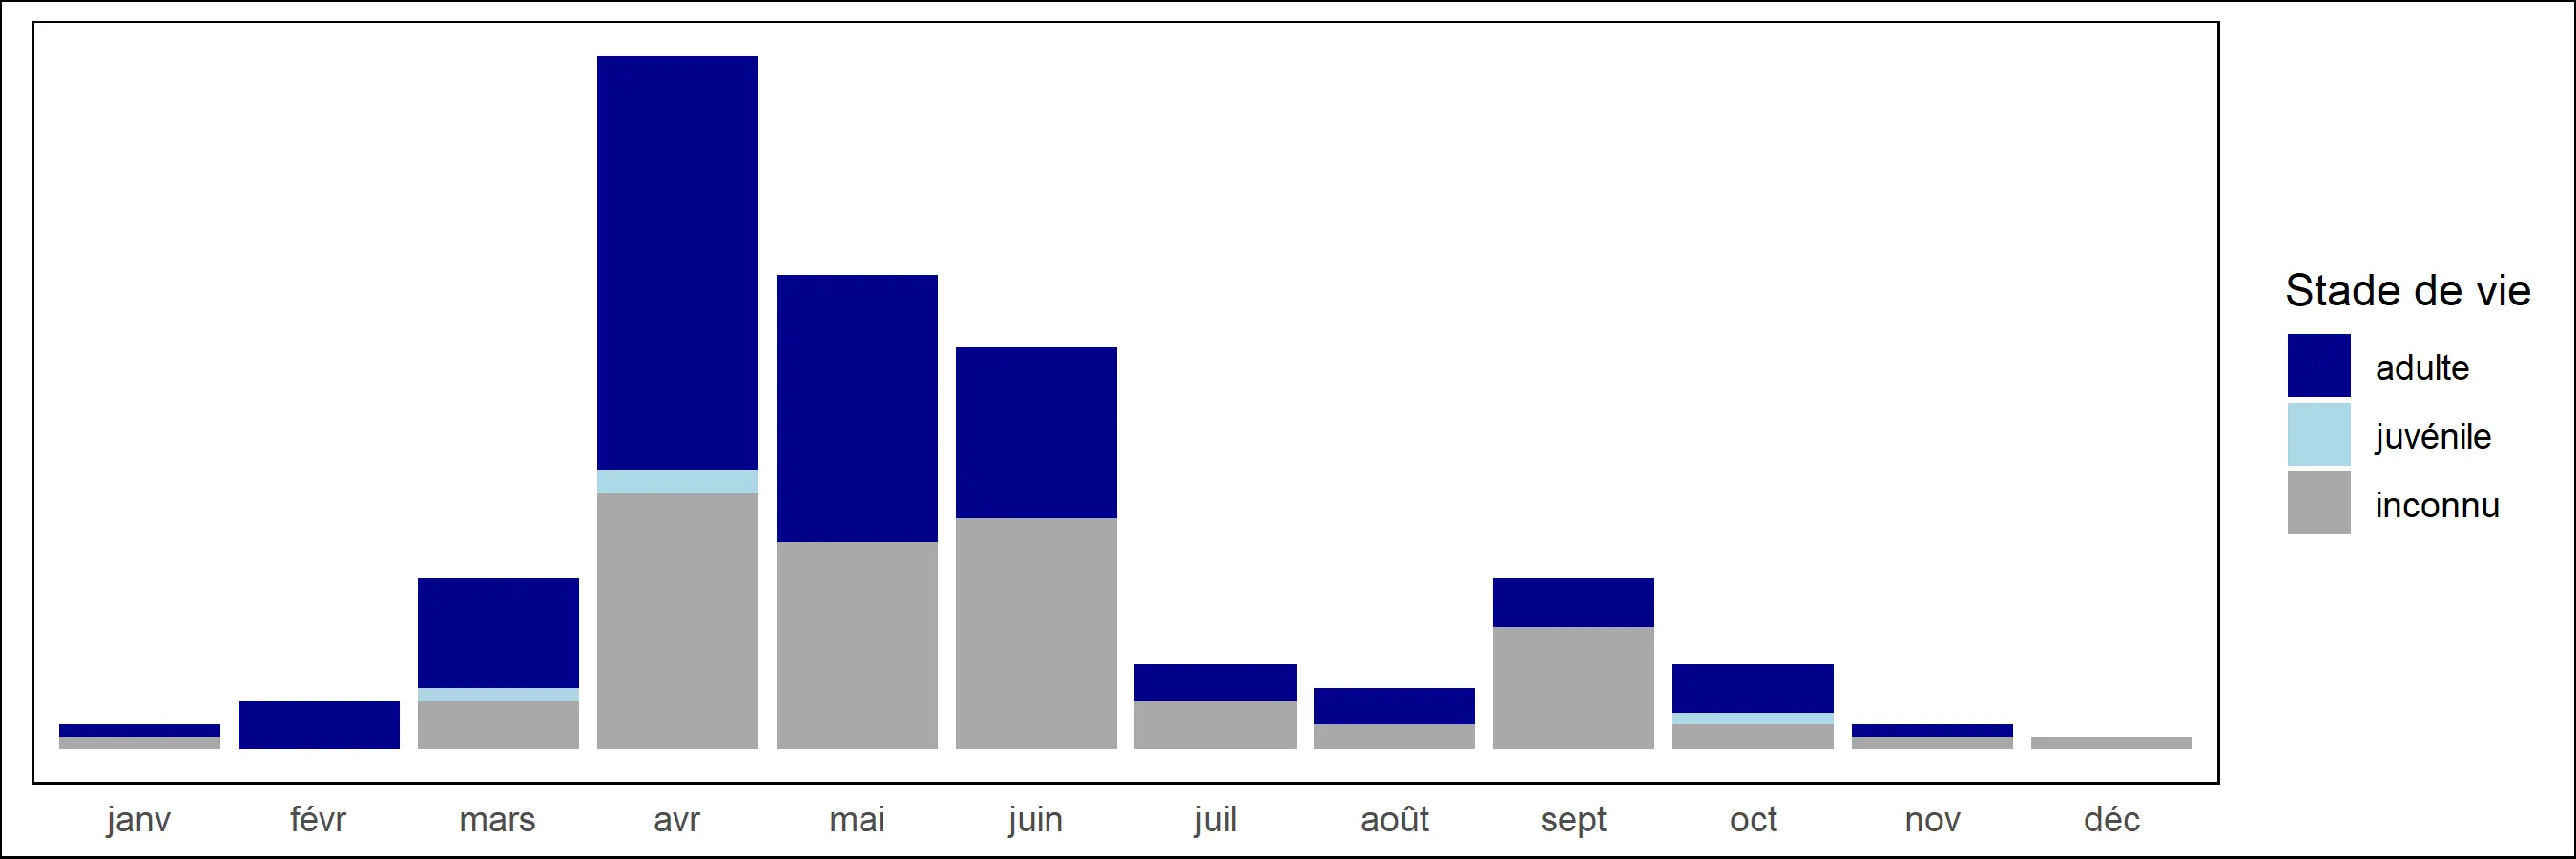 Stade de vie
adulte
juvénile
inconnu
janv févr mars avr mai juin juil août sept oct nov déc